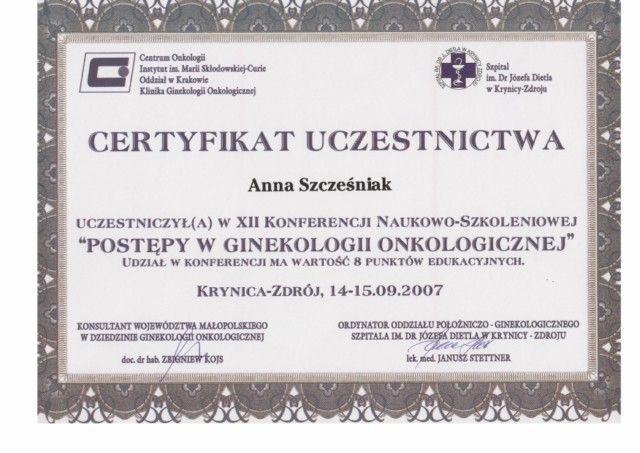 Centrum Onkologii
Instytut im. Marii Skłodowskiej-Curie
Oddział w Krakowie
Klinika Ginekologii Onkologicznej
Szpital
im. Dr Józefa Dietla
w Krynicy-Zdroju
CERTYFIKAT UCZESTNICTWA
Anna Szcześniak
UCZESTNICZYŁ(A) W XII KONFERENCJI NAUKOWO-SZKOLENIOWEJ
“POSTĘPY W GINEKOLOGII ONKOLOGICZNEJ”
UDZIAŁ W KONFERENCJI MA WARTOŚĆ 8 PUNKTÓW EDUKACYJNYCH.
KRYNICA-ZDRÓJ, 14-15.09.2007
KONSULTANT WOJEWÓDZTWA MAŁOPOLSKIEGO
W DZIEDZINIE GINEKOLOGII ONKOLOGICZNEJ
doc. dr hab. ZBIGNIEW KOJS
ORDYNATOR ODDZIAŁU POŁOŻNICZO - GINEKOLOGICZNEGO
SZPITALA IM. DR JÓZEFA DIETLA W KRYNICY - ZDROJU
lek. med. JANUSZ STETTNER